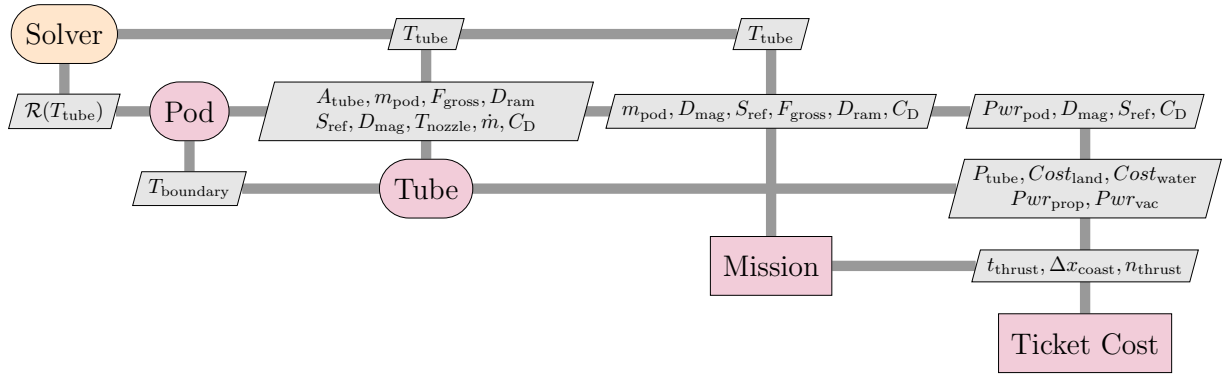 Solver
T_tube
T_tube
R(T_tube)
Pod
A_tube, m_pod, F_gross, D_ram
S_ref, D_mag, T_nozzle, ṁ, C_D
m_pod, D_mag, S_ref, F_gross, D_ram, C_D
Pwr_pod, D_mag, S_ref, C_D
T_boundary
Tube
P_tube, Cost_land, Cost_water
Pwr_prop, Pwr_vac
Mission
t_thrust, Δx_coast, n_thrust
Ticket Cost